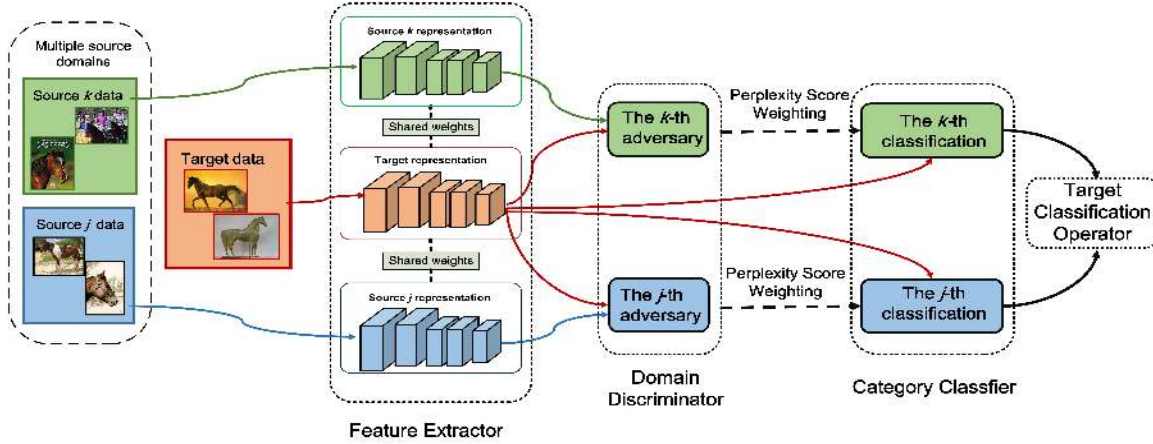 Multiple source
domains
Source k data
Target data
Source j data
Source k representation
Shared weights
Target representation
Shared weights
Source j representation
Feature Extractor
The k-th
adversary
The j-th
adversary
Domain
Discriminator
Perplexity Score
Weighting
Perplexity Score
Weighting
The k-th
classification
The j-th
classification
Category Classfier
Target
Classification
Operator